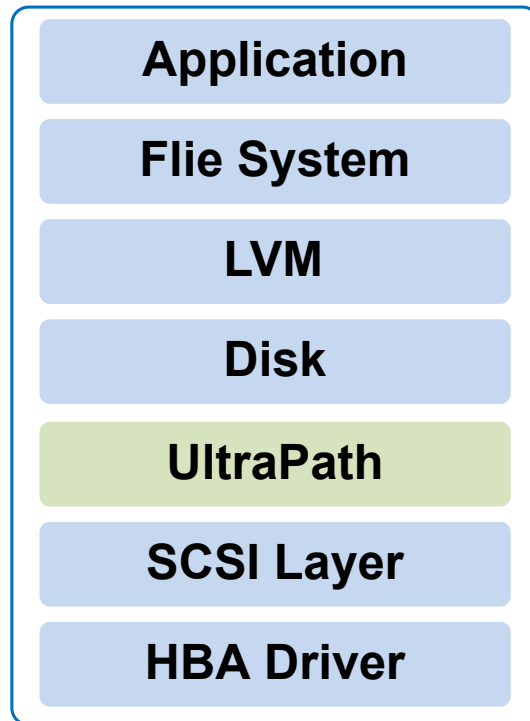 Application
Flie System
LVM
Disk
UltraPath
SCSI Layer
HBA Driver